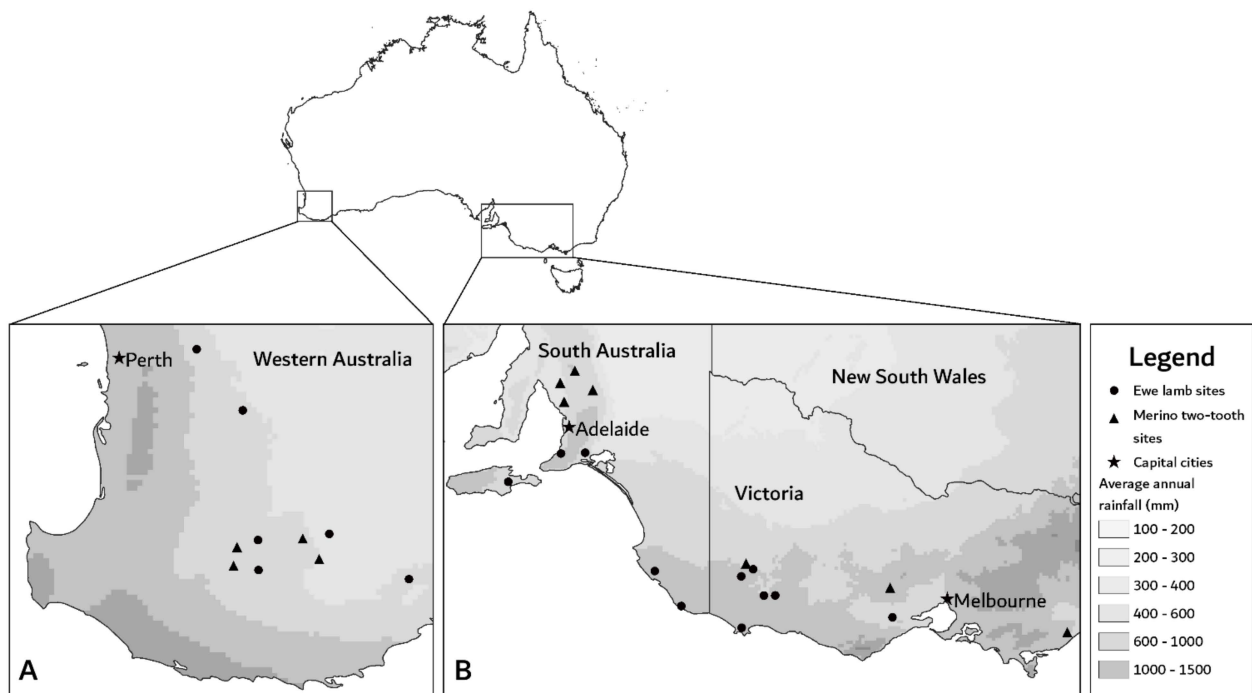 Perth
Western Australia
A
South Australia
New South Wales
Adelaide
Victoria
Melbourne
B
Legend
Ewe lamb sites
Merino two-tooth
sites
Capital cities
Average annual
rainfall (mm)
100 - 200
200 - 300
300 - 400
400 - 600
600 - 1000
1000 - 1500